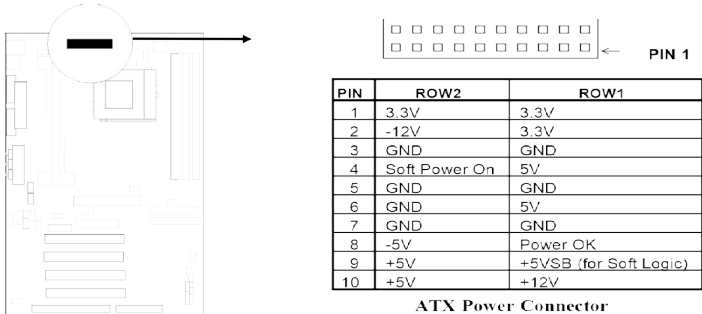 PIN 1
PIN ROW2 ROW1
1 3.3V 3.3V
2 -12V 3.3V
3 GND GND
4 Soft Power On 5V
5 GND GND
6 GND 5V
7 GND GND
8 -5V Power OK
9 +5V +5VSB (for Soft Logic)
10 +5V +12V
ATX Power Connector